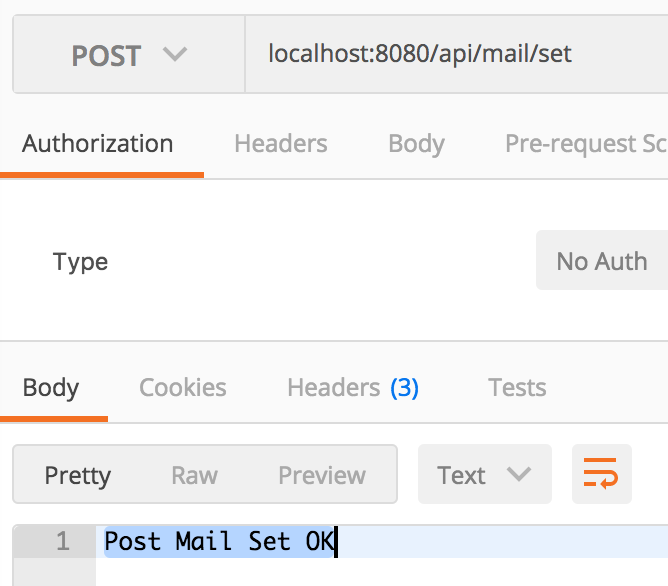 POST localhost:8080/api/mail/set
Authorization Headers Body Pre-request Sc
Type No Auth
Body Cookies Headers (3) Tests
Pretty Raw Preview Text
1 Post Mail Set OK